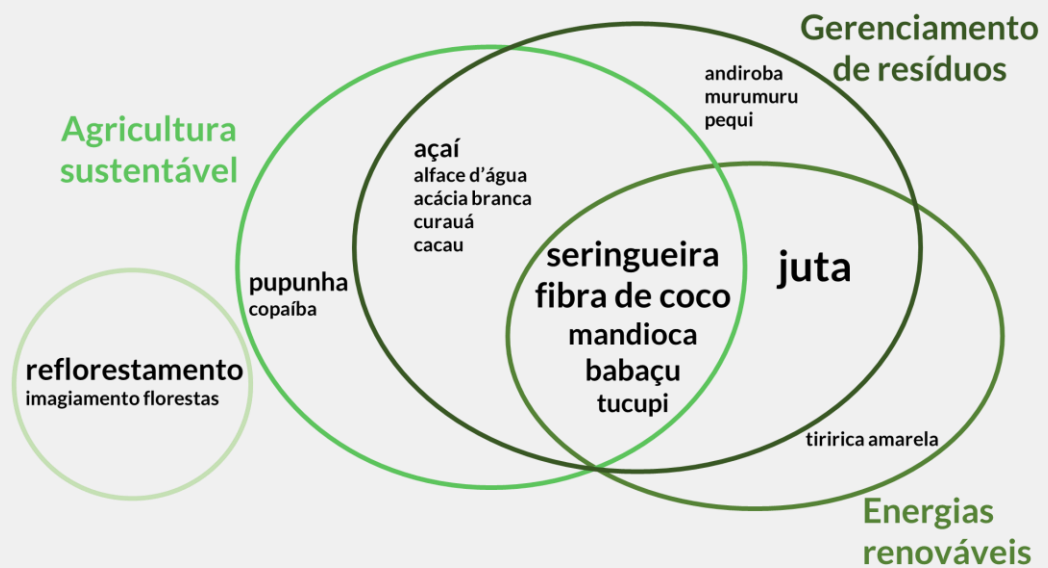 Gerenciamento
de resíduos
andiroba
murumuru
pequi
Agricultura
sustentável
açaí
alface d'água
acácia branca
curauá
cacau
seringueira
fibra de coco
mandioca
babaçu
tucupi
juta
pupunha
copaíba
reflorestamento
imagiamento florestas
tiririca amarela
Energias
renováveis